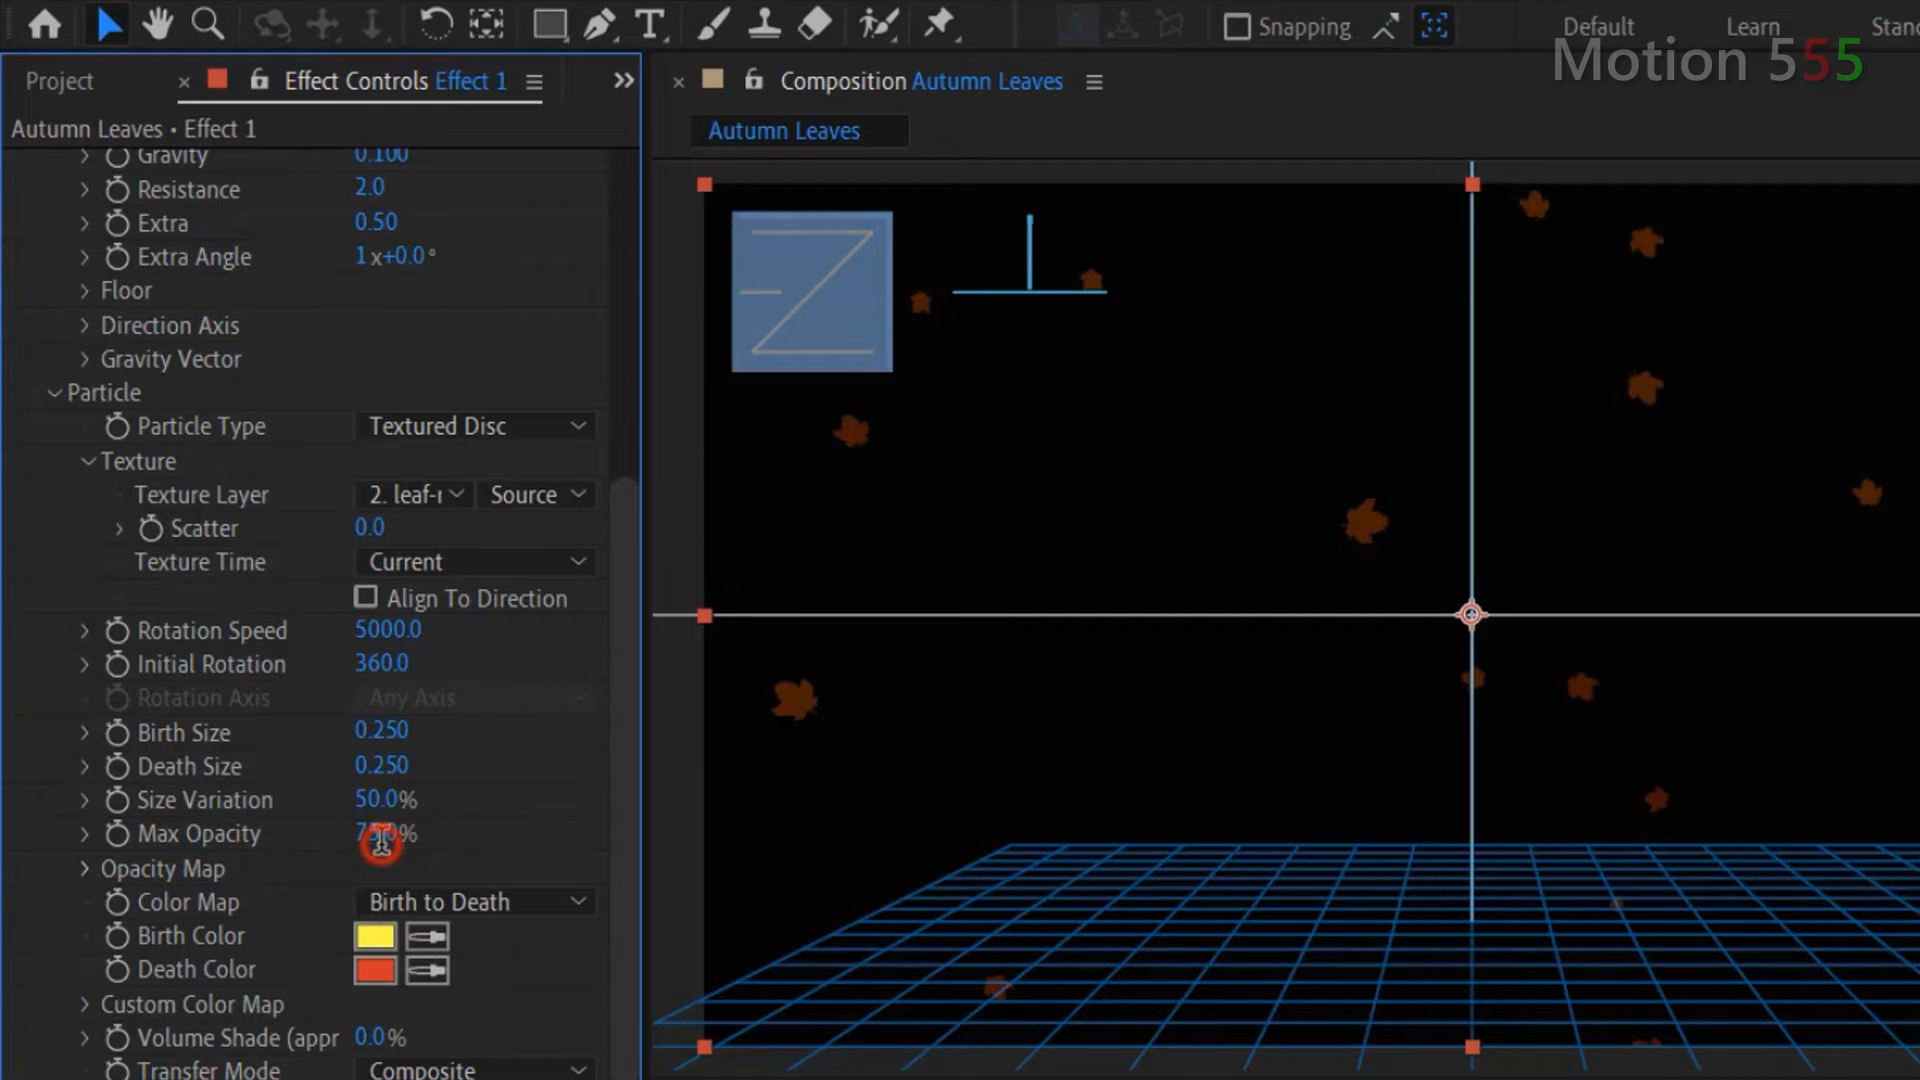 Snapping
Default
Learn
Motion 555
Project
Effect Controls Effect 1
Composition Autumn Leaves
Autumn Leaves • Effect 1
Autumn Leaves
Gravity 0.100
Resistance 2.0
Extra 0.50
Extra Angle 1x+0.0°
Floor
Direction Axis
Gravity Vector
Particle
Particle Type Textured Disc
Texture
Texture Layer 2. leaf-r Source
Scatter 0.0
Texture Time Current
Align To Direction
Rotation Speed 5000.0
Initial Rotation 360.0
Rotation Axis Any Axis
Birth Size 0.250
Death Size 0.250
Size Variation 50.0%
Max Opacity
Opacity Map
Color Map Birth to Death
Birth Color
Death Color
Custom Color Map
Volume Shade (appr 0.0%
Transfer Mode Composite